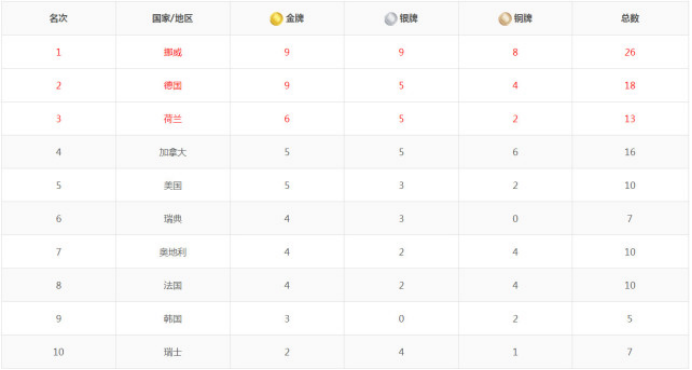 名次 国家/地区 金牌 银牌 铜牌 总数
1 挪威 9 9 8 26
2 德国 9 5 4 18
3 荷兰 6 5 2 13
4 加拿大 5 5 6 16
5 美国 5 3 2 10
6 瑞典 4 3 0 7
7 奥地利 4 2 4 10
8 法国 4 2 4 10
9 韩国 3 0 2 5
10 瑞士 2 4 1 7